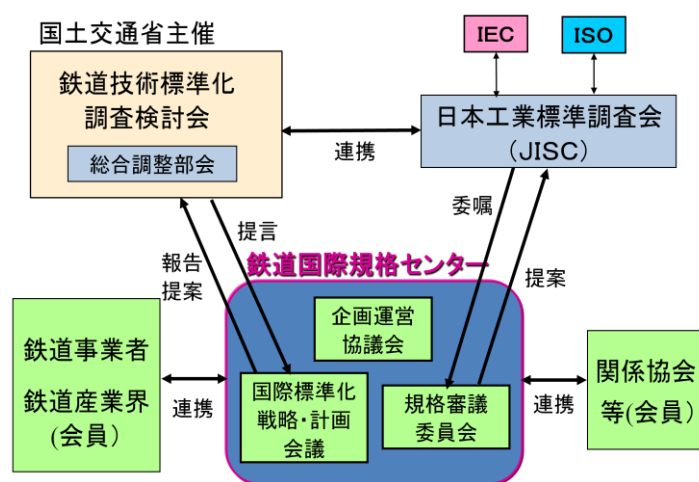 国土交通省主催
IEC
ISO
鉄道技術標準化
調査検討会
総合調整部会
連携
日本工業標準調査会
(JISC)
委嘱
提言
報告
提案
提案
鉄道国際規格センター
企画運営
協議会
国際標準化
戦略・計画
会議
規格審議
委員会
鉄道事業者
鉄道産業界
(会員)
連携
連携
関係協会
等(会員)